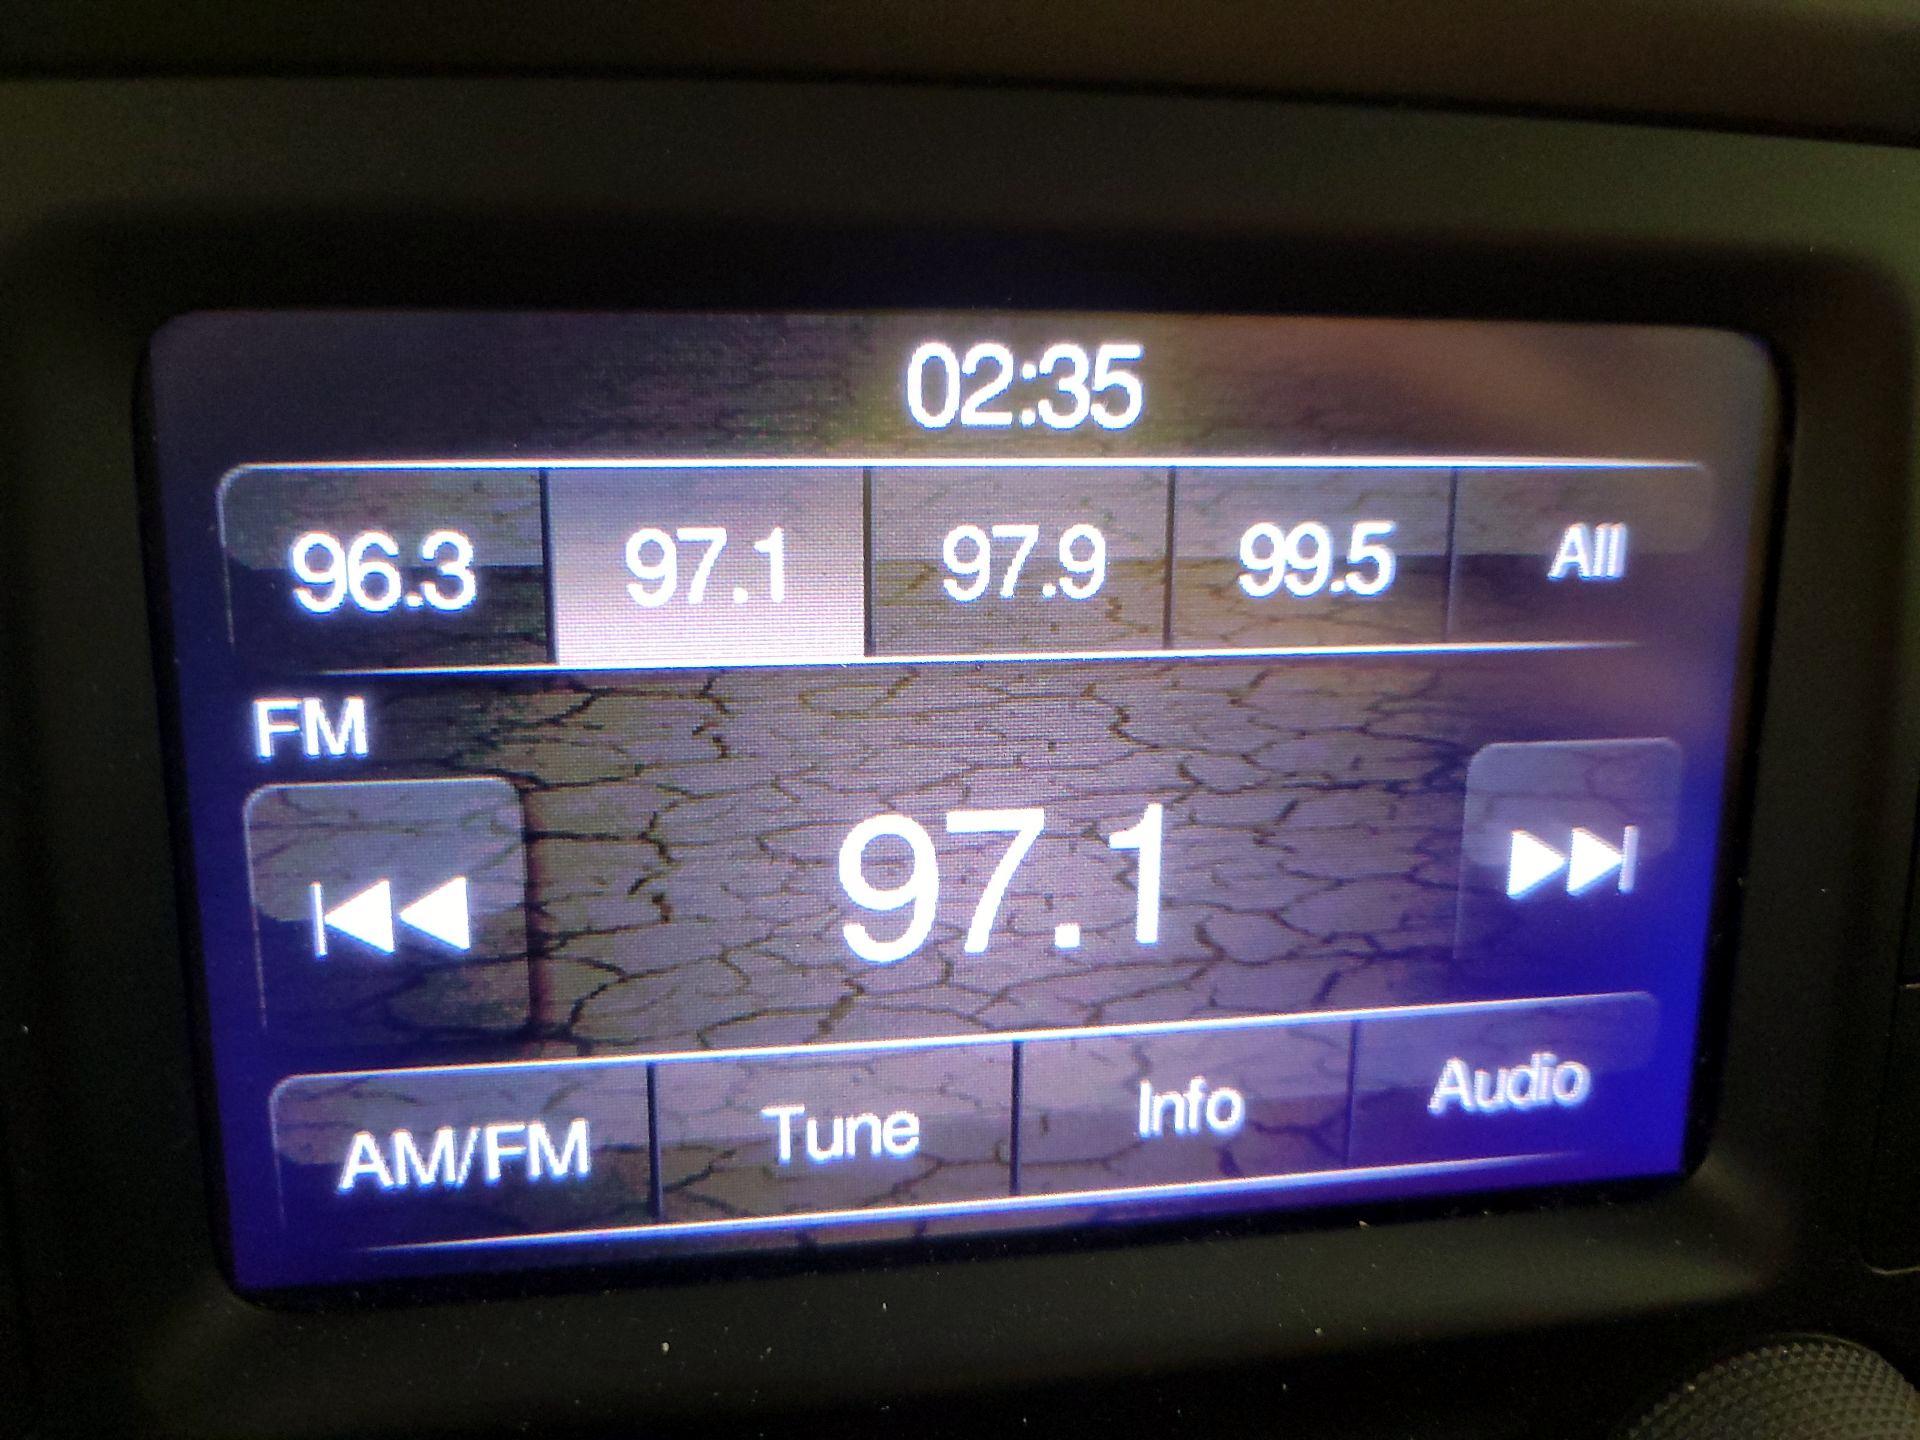 02:35
96.3 97.1 97.9 99.5 All
FM
97.1
AM/FM Tune Info Audio